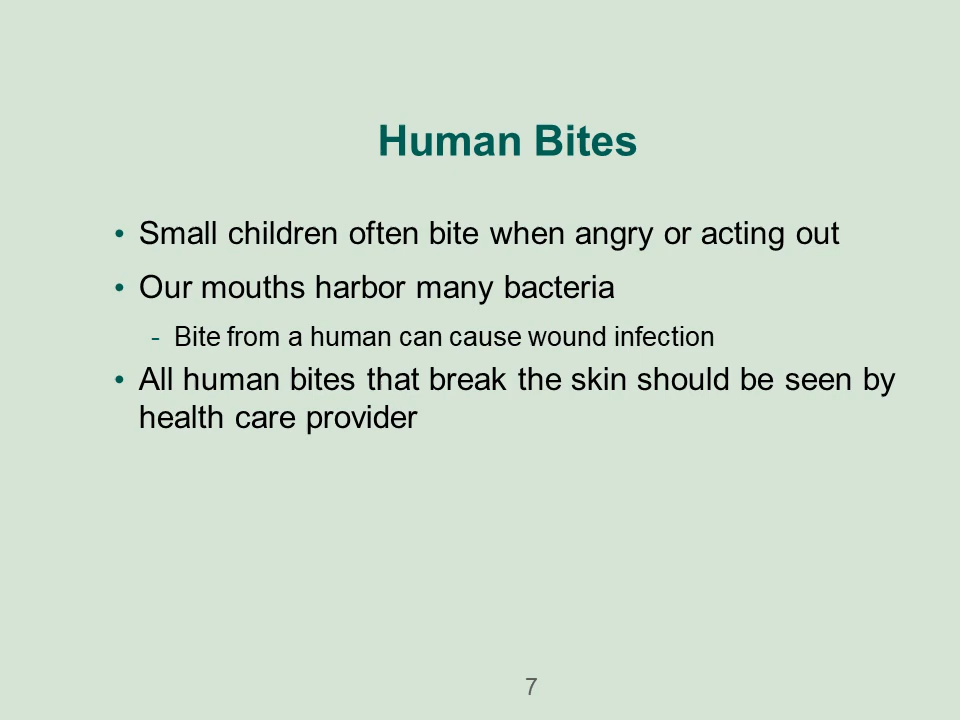 Human Bites
• Small children often bite when angry or acting out
• Our mouths harbor many bacteria
- Bite from a human can cause wound infection
• All human bites that break the skin should be seen by
health care provider
7